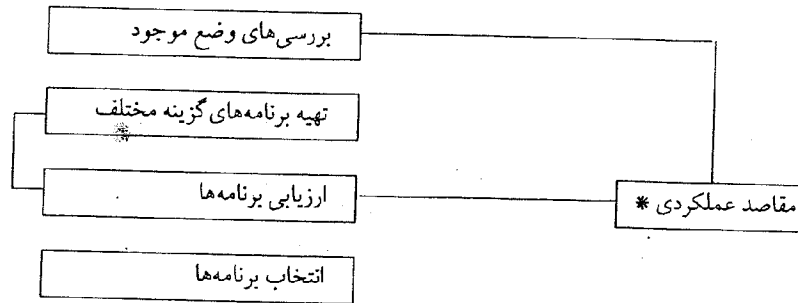 بررسی‌های وضع موجود
تهیه برنامه‌های گزینه مختلف
ارزیابی برنامه‌ها
مقاصد عملکردی *
انتخاب برنامه‌ها